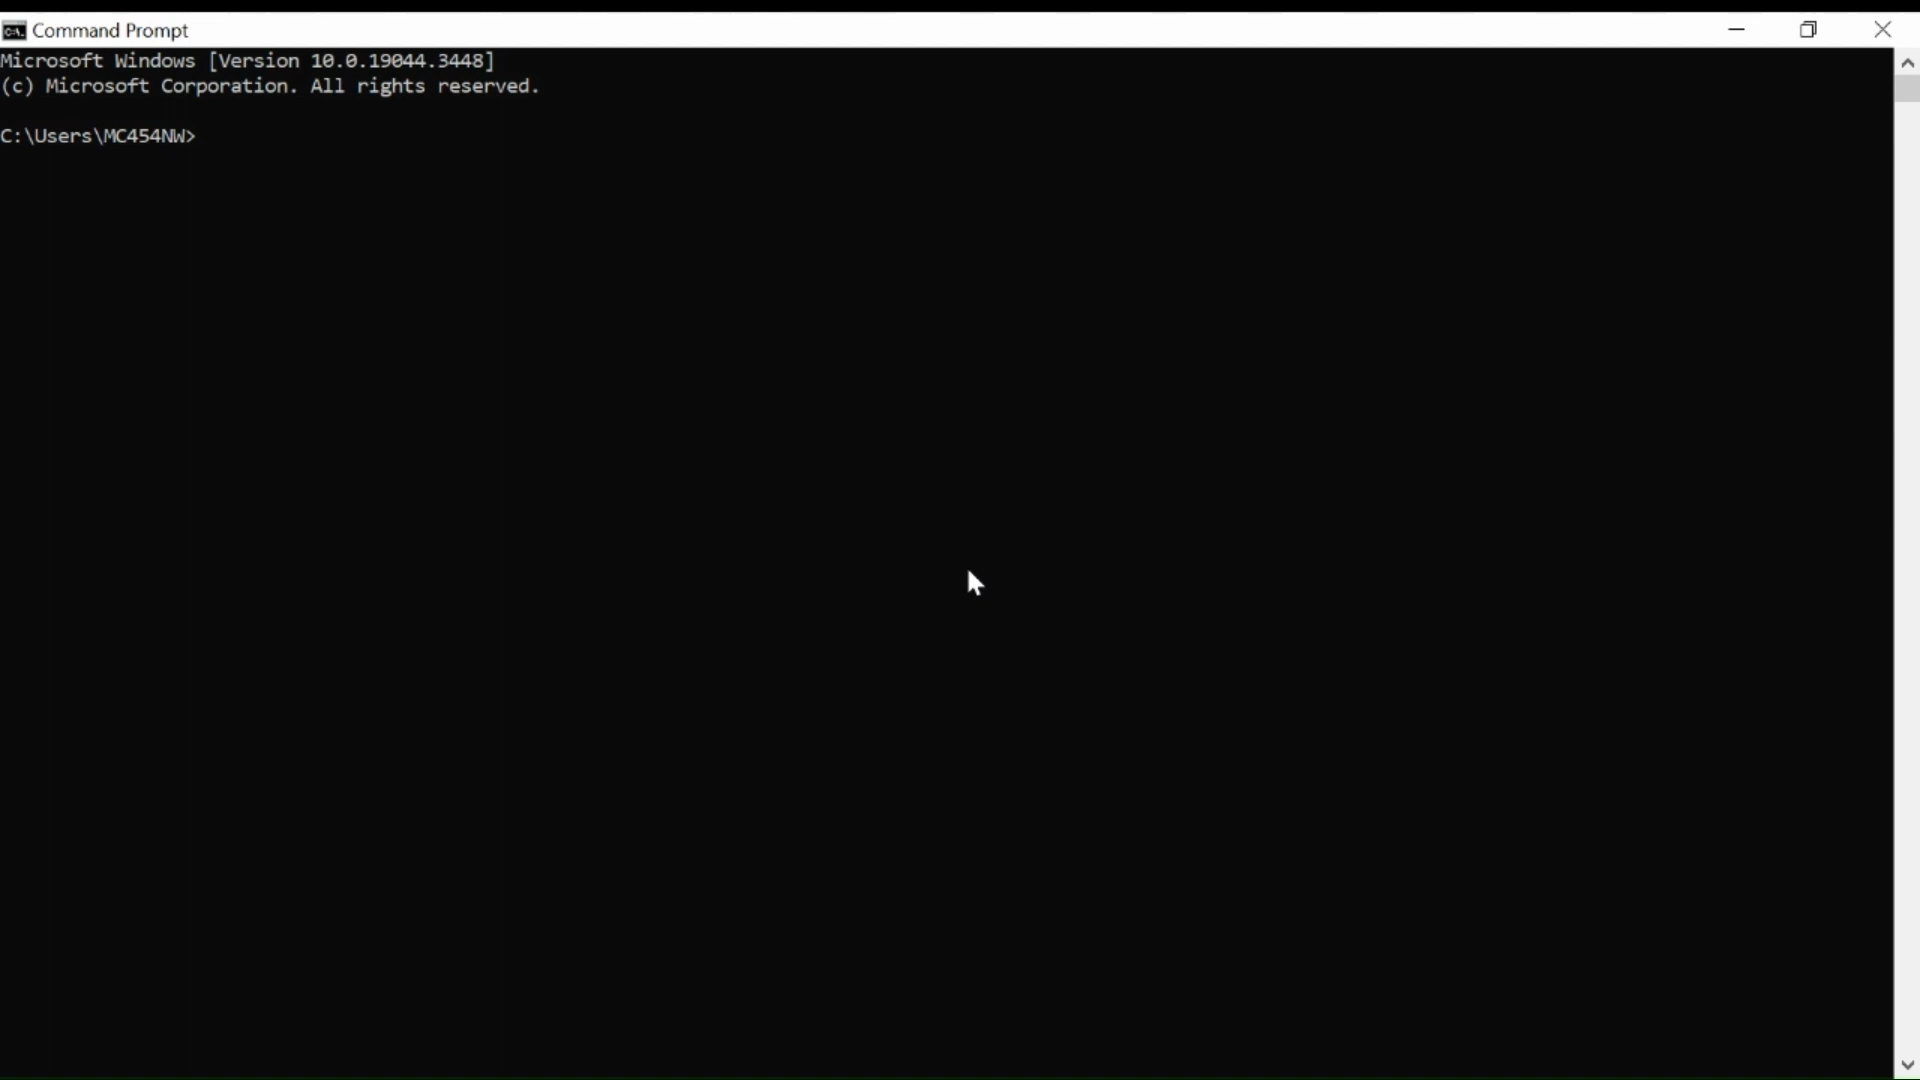 Command Prompt
Microsoft Windows [Version 10.0.19044.3448]
(c) Microsoft Corporation. All rights reserved.
C:\Users\MC454NW>